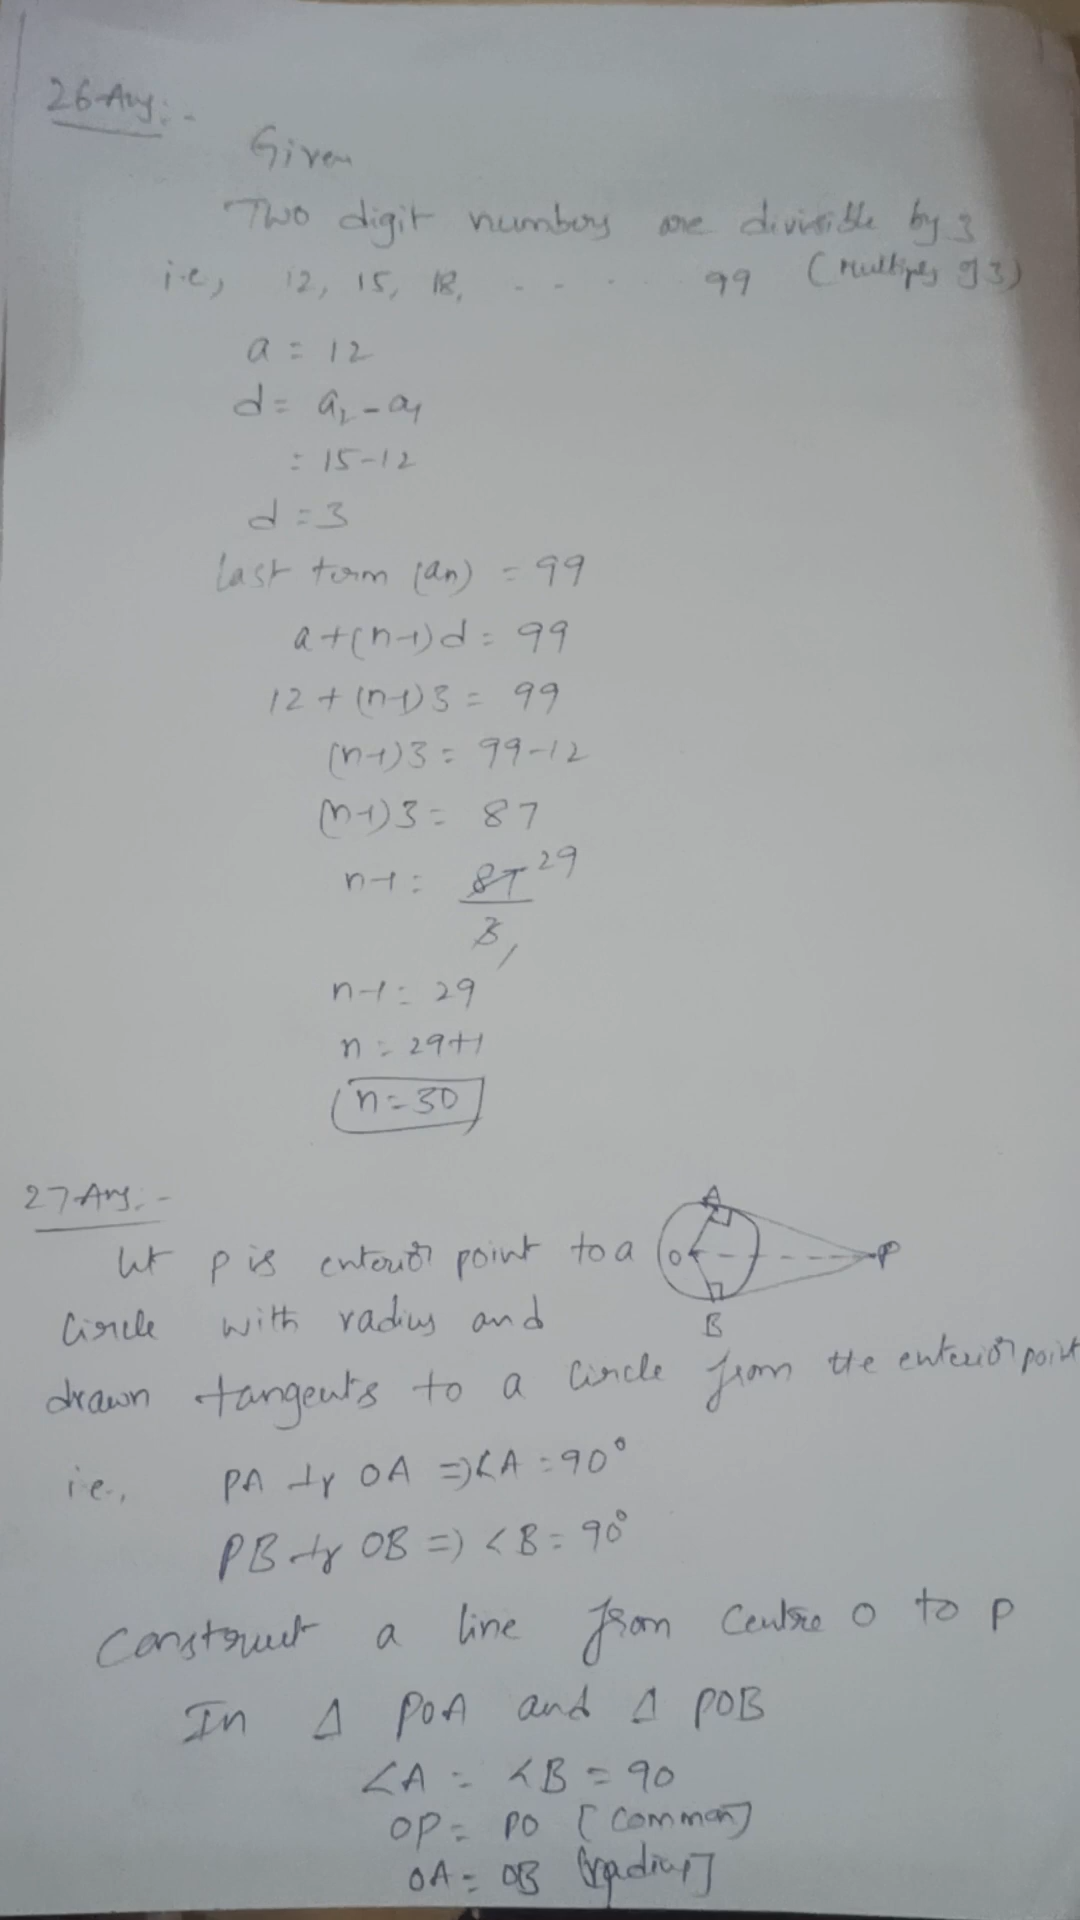 26 Ans:-
Given
Two digit numbers are divisible by 3
i.e, 12, 15, 18, - - . . . 99 (Multiples of 3)
a = 12
d = a₂ - a₁
= 15-12
d = 3
last term (an) = 99
a+(n-1)d = 99
12 + (n-1)3 = 99
(n-1)3 = 99-12
(n-1)3 = 87
n-1 = 87/3 29
n-1 = 29
n = 29+1
n=30
27 Ans:-
A
let P is exterior point to a
O
P
circle with radius and
B
drawn tangents to a circle from the exterior point
i.e., PA ⊥r OA => ∠A = 90°
PB ⊥r OB => ∠B = 90°
Construct a line from Centre O to P
In Δ POA and Δ POB
∠A = ∠B = 90
OP = PO [Common]
OA = OB [radius]